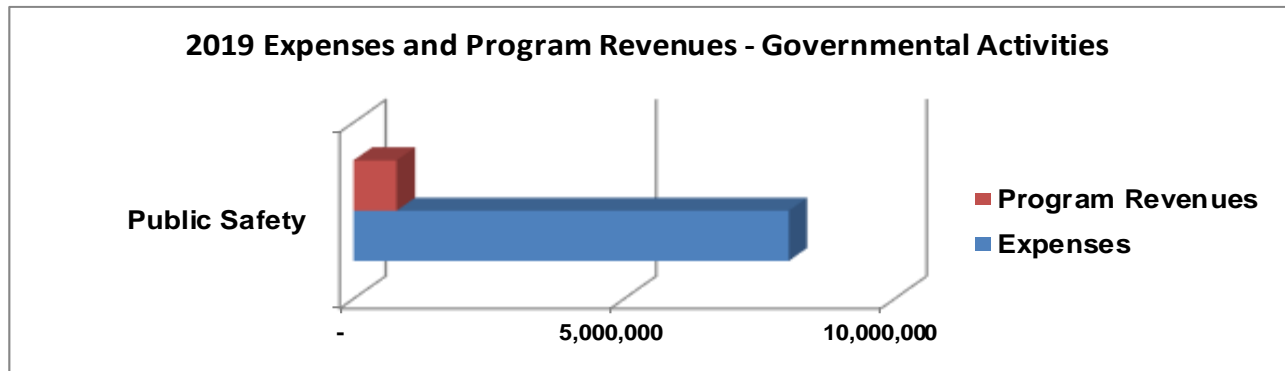 2019 Expenses and Program Revenues - Governmental Activities
Public Safety
Program Revenues
Expenses
- 5,000,000 10,000,000